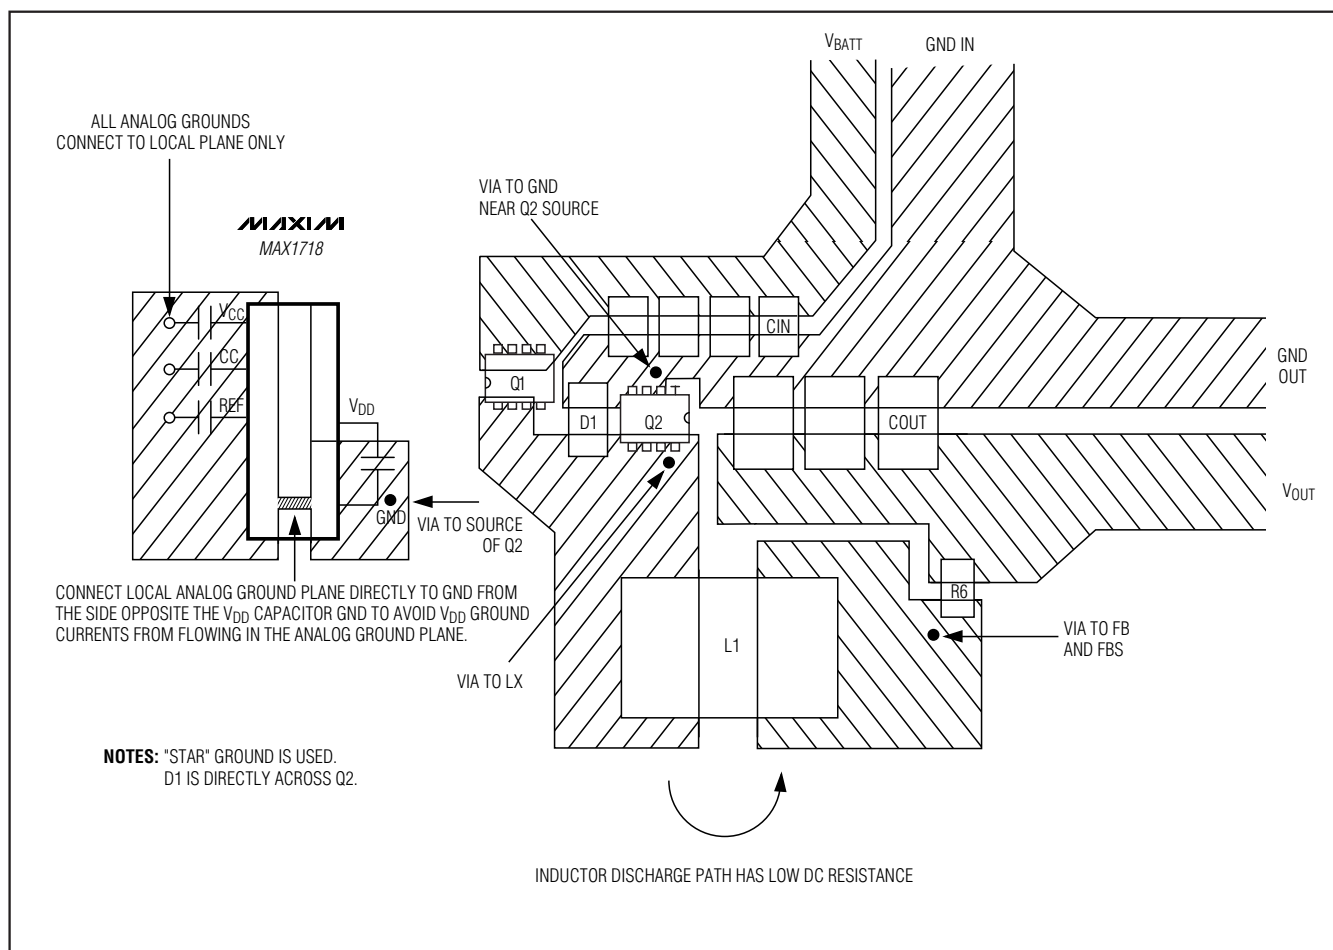 VBATT
GND IN
ALL ANALOG GROUNDS
CONNECT TO LOCAL PLANE ONLY
VIA TO GND
NEAR Q2 SOURCE
MAXIM
MAX1718
VCC
CC
REF
VDD
GND
VIA TO SOURCE
OF Q2
CIN
Q1
D1
Q2
COUT
GND
OUT
VOUT
CONNECT LOCAL ANALOG GROUND PLANE DIRECTLY TO GND FROM
THE SIDE OPPOSITE THE VDD CAPACITOR GND TO AVOID VDD GROUND
CURRENTS FROM FLOWING IN THE ANALOG GROUND PLANE.
R6
L1
VIA TO FB
AND FBS
VIA TO LX
NOTES: "STAR" GROUND IS USED.
D1 IS DIRECTLY ACROSS Q2.
INDUCTOR DISCHARGE PATH HAS LOW DC RESISTANCE